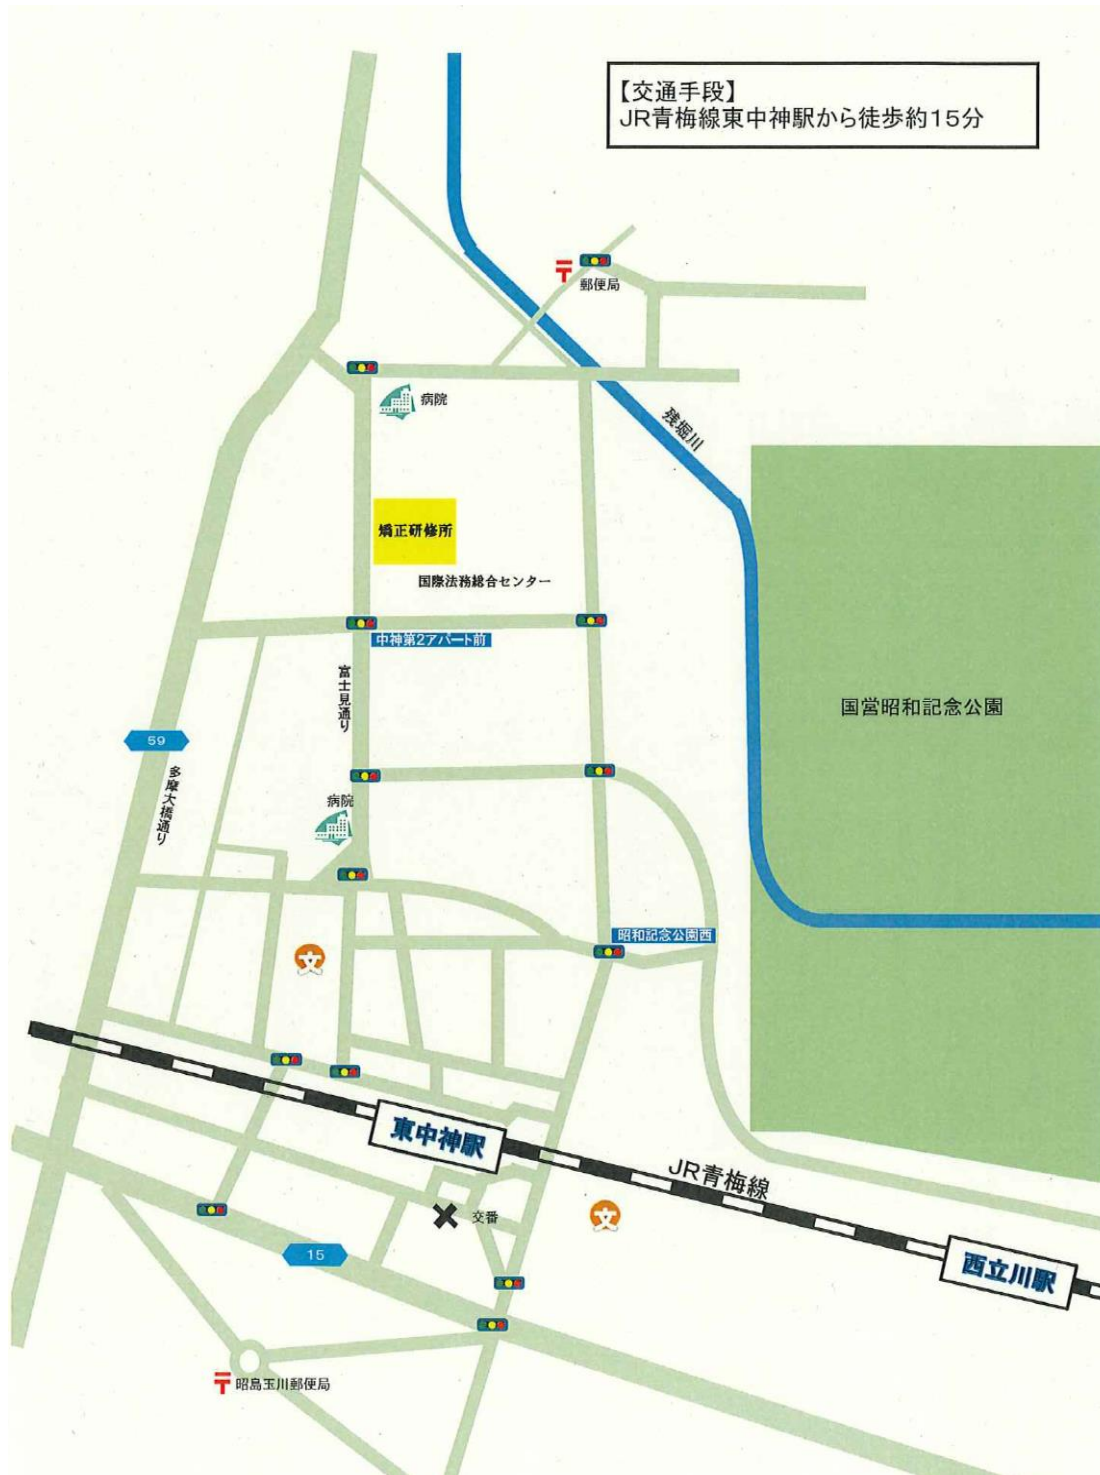 【交通手段】
JR青梅線東中神駅から徒歩約15分
郵便局
病院
残堀川
矯正研修所
国際法務総合センター
中神第2アパート前
富士見通り
国営昭和記念公園
59
多摩大橋通り
病院
昭和記念公園西
文
東中神駅
JR青梅線
交番
文
15
西立川駅
昭島玉川郵便局